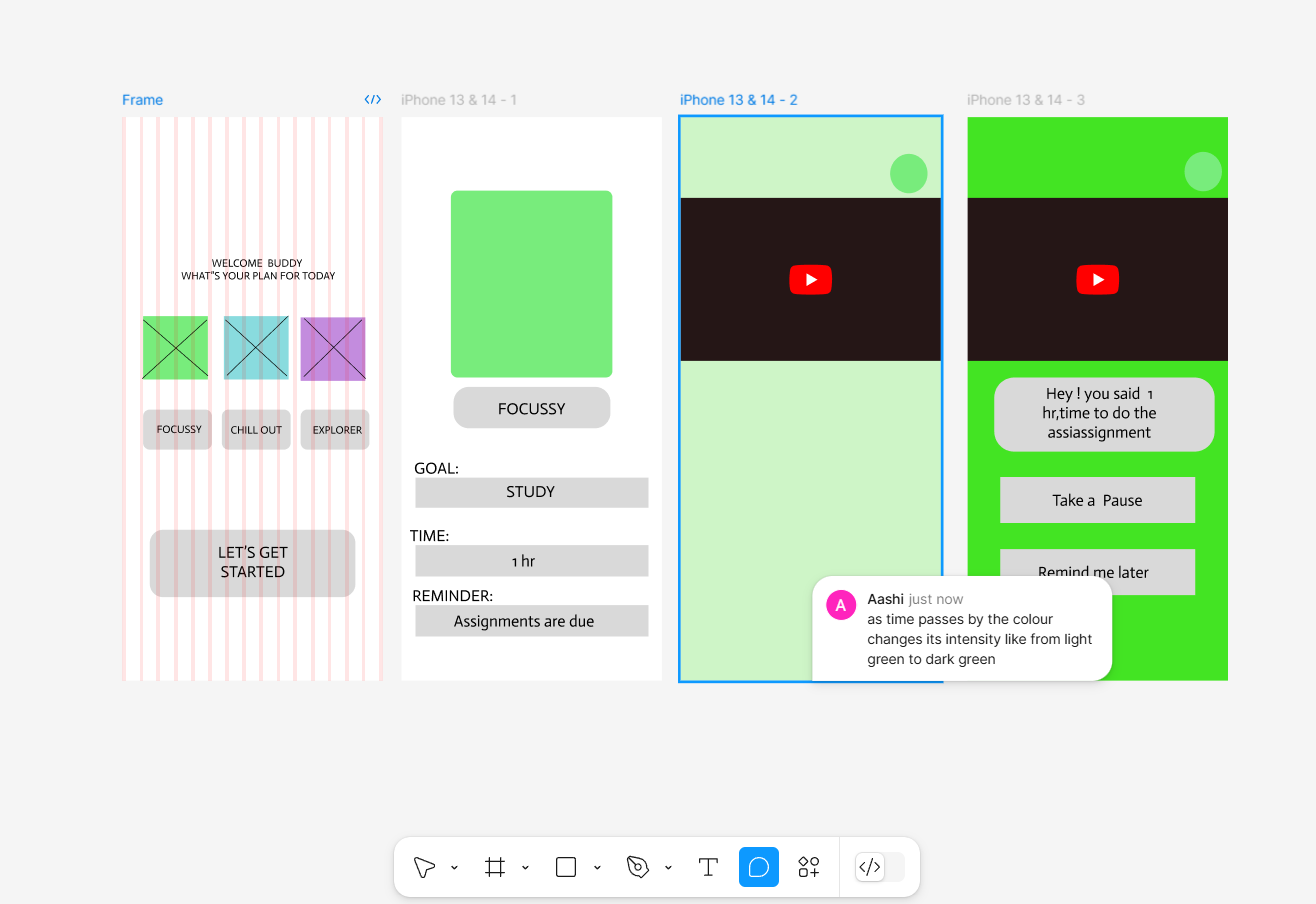 Frame
iPhone 13 & 14 - 1
iPhone 13 & 14 - 2
iPhone 13 & 14 - 3
WELCOME BUDDY
WHAT"S YOUR PLAN FOR TODAY
FOCUSSY
CHILL OUT
EXPLORER
LET'S GET
STARTED
FOCUSSY
GOAL:
STUDY
TIME:
1 hr
REMINDER:
Assignments are due
Hey ! you said 1
hr,time to do the
assiassignment
Take a Pause
Remind me later
A
Aashi just now
as time passes by the colour
changes its intensity like from light
green to dark green